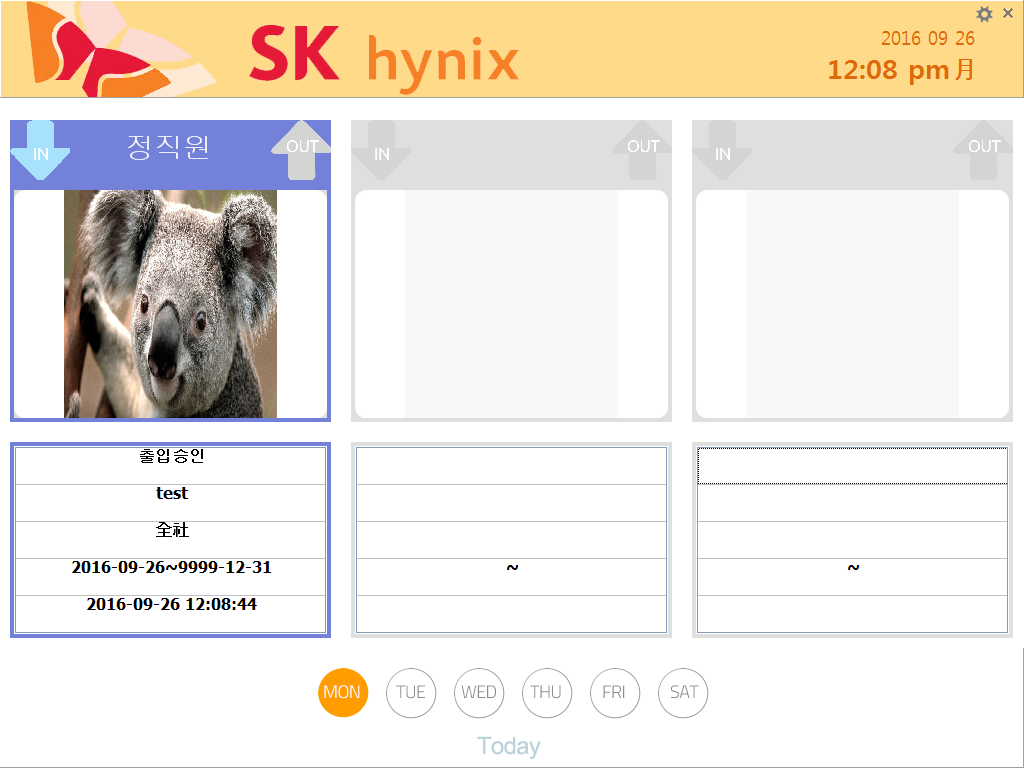 SK hynix
2016 09 26
12:08 pm 月
IN
정직원
OUT
IN
OUT
IN
OUT
출입승인
test
全社
2016-09-26~9999-12-31
2016-09-26 12:08:44
~
~
MON
TUE
WED
THU
FRI
SAT
Today